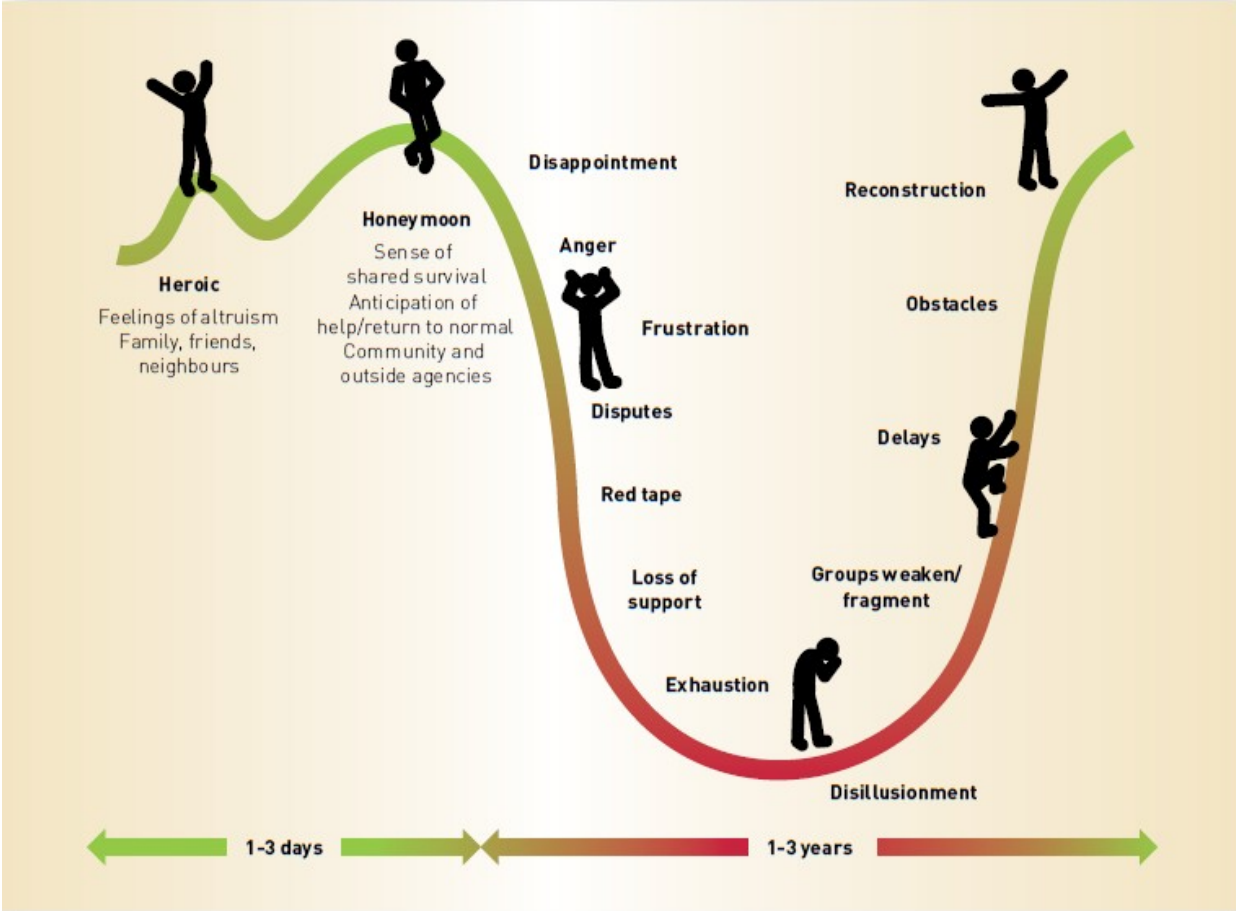 Heroic
Feelings of altruism
Family, friends,
neighbours
Honeymoon
Sense of
shared survival
Anticipation of
help/return to normal
Community and
outside agencies
Disappointment
Anger
Frustration
Disputes
Red tape
Loss of
support
Exhaustion
Disillusionment
Groups weaken/
fragment
Delays
Obstacles
Reconstruction
1-3 days
1-3 years